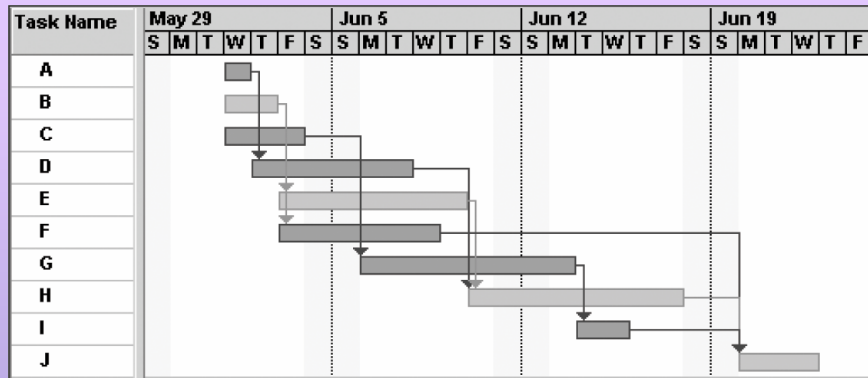 Task Name May 29 Jun 5 Jun 12 Jun 19
S M T W T F S S M T W T F S S M T W T F S S M T W T F
A
B
C
D
E
F
G
H
I
J